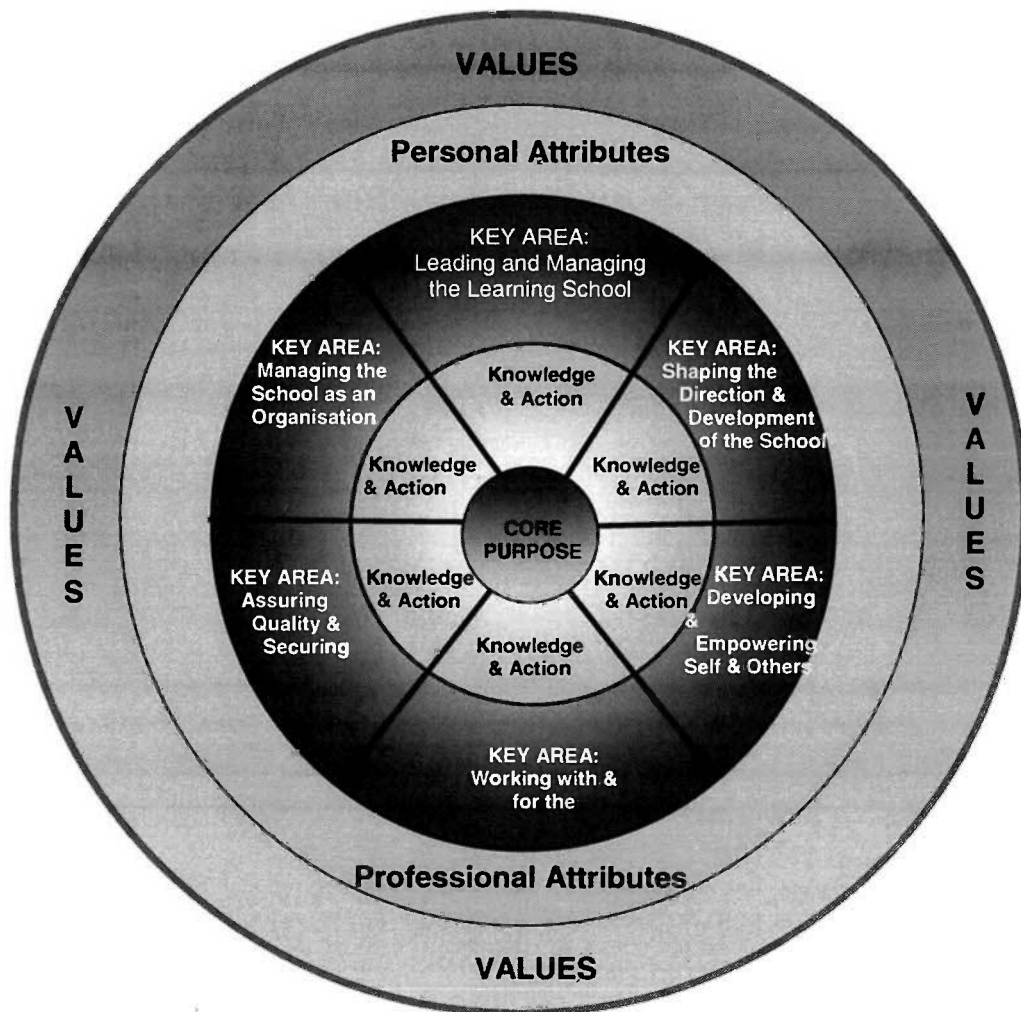 VALUES
Personal Attributes
KEY AREA:
Leading and Managing
the Learning School
KEY AREA:
Managing the
School as an
Organisation
KEY AREA:
Shaping the
Direction &
Development
of the School
Knowledge
& Action
Knowledge
& Action
Knowledge
& Action
VALUES
CORE
PURPOSE
VALUES
KEY AREA:
Assuring
Quality &
Securing
Knowledge
& Action
Knowledge
& Action
KEY AREA:
Developing
&
Empowering
Self & Others
Knowledge
& Action
KEY AREA:
Working with &
for the
Professional Attributes
VALUES